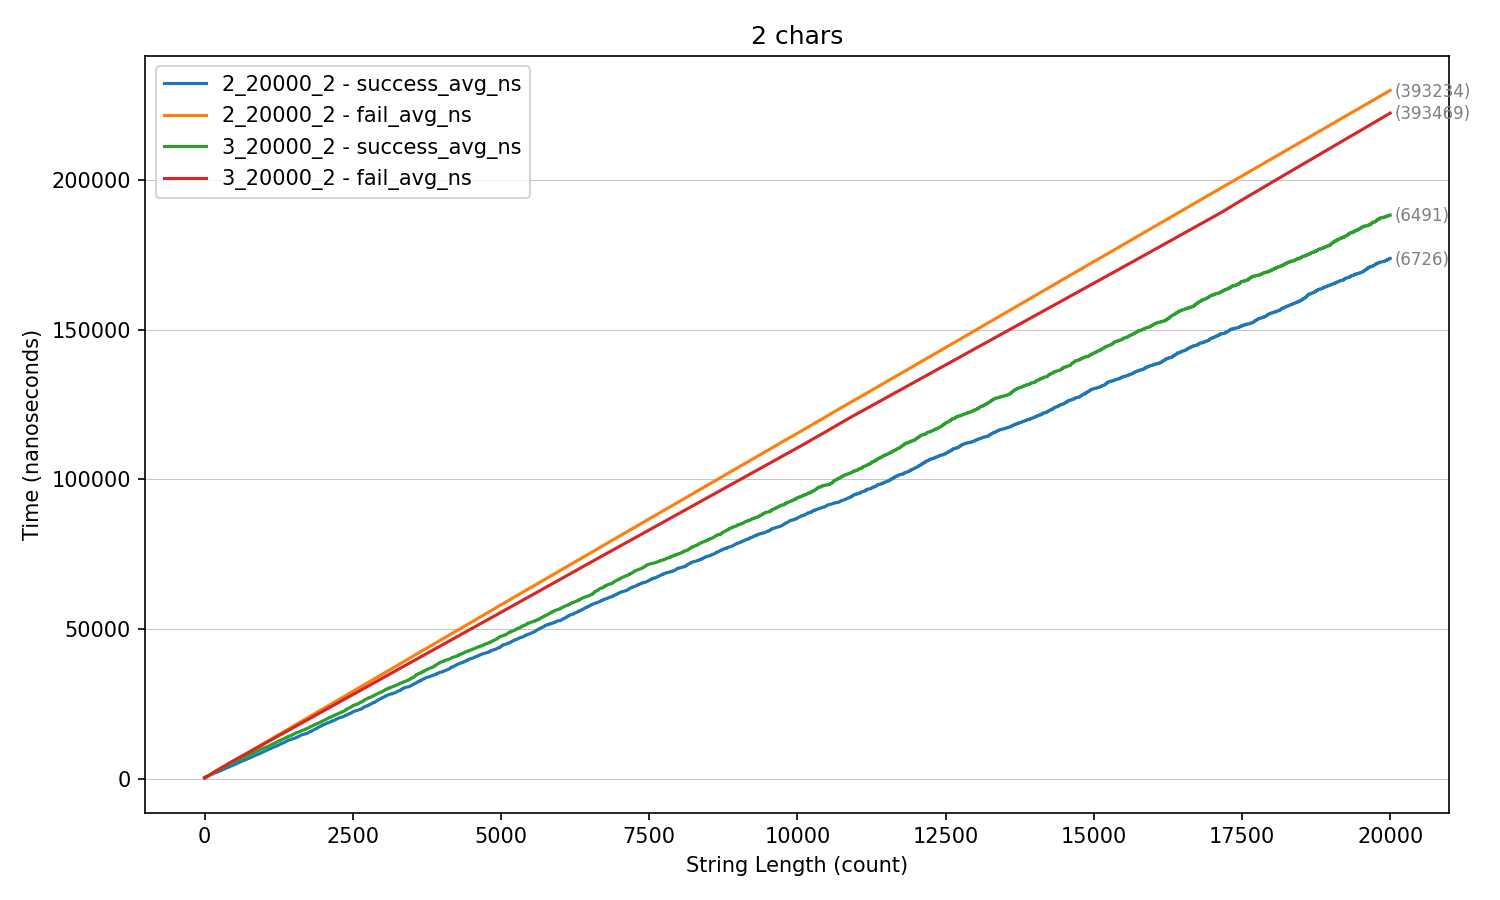 2 chars
2_20000_2 - success_avg_ns
2_20000_2 - fail_avg_ns
3_20000_2 - success_avg_ns
3_20000_2 - fail_avg_ns
(393234)
(393469)
(6491)
(6726)
Time (nanoseconds)
200000
150000
100000
50000
0
0 2500 5000 7500 10000 12500 15000 17500 20000
String Length (count)